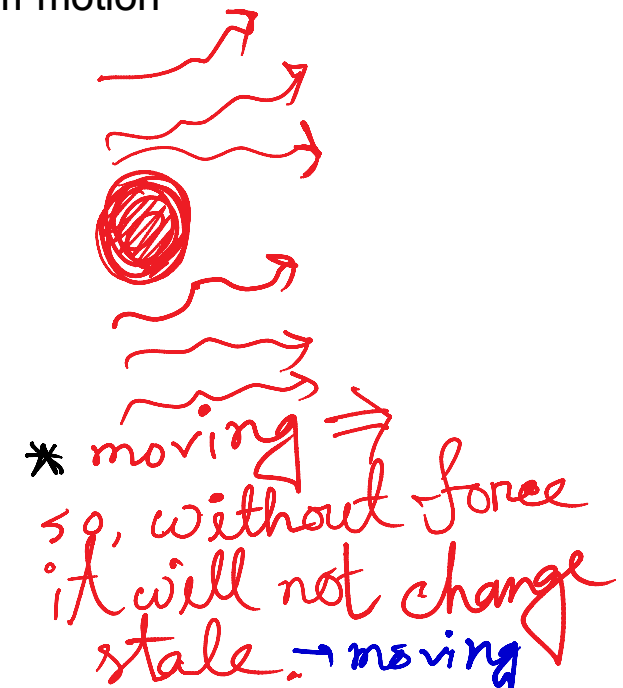 motion
* moving ⇒
so, without force
it will not change
state. → moving